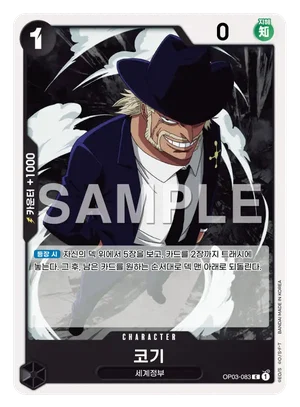 1
0
지혜
知
카운터 +1000
SAMPLE
등장 시 자신의 덱 위에서 5장을 보고, 카드를 2장까지 트래시에
놓는다. 그 후, 남은 카드를 원하는 순서대로 덱 맨 아래로 되돌린다.
BANDAI·MADE IN KOREA
CHARACTER
코기
세계정부
OP03-083 C 1